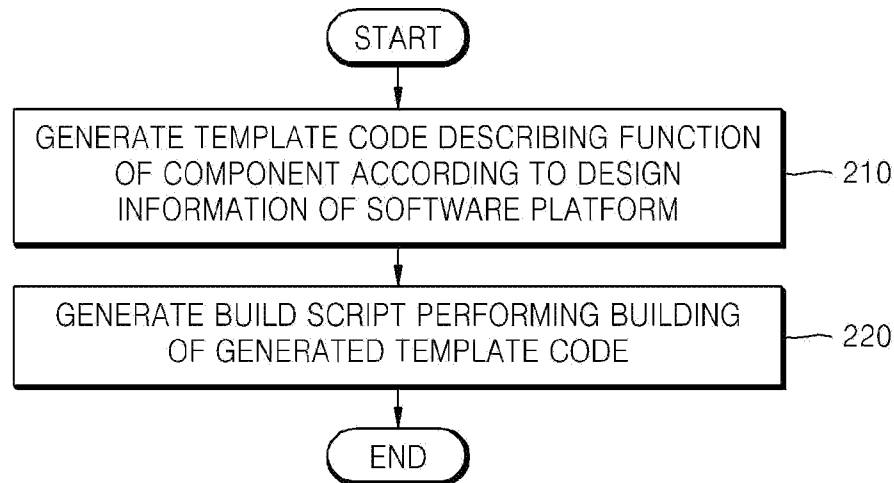 START
GENERATE TEMPLATE CODE DESCRIBING FUNCTION
OF COMPONENT ACCORDING TO DESIGN
INFORMATION OF SOFTWARE PLATFORM
210
GENERATE BUILD SCRIPT PERFORMING BUILDING
OF GENERATED TEMPLATE CODE
220
END